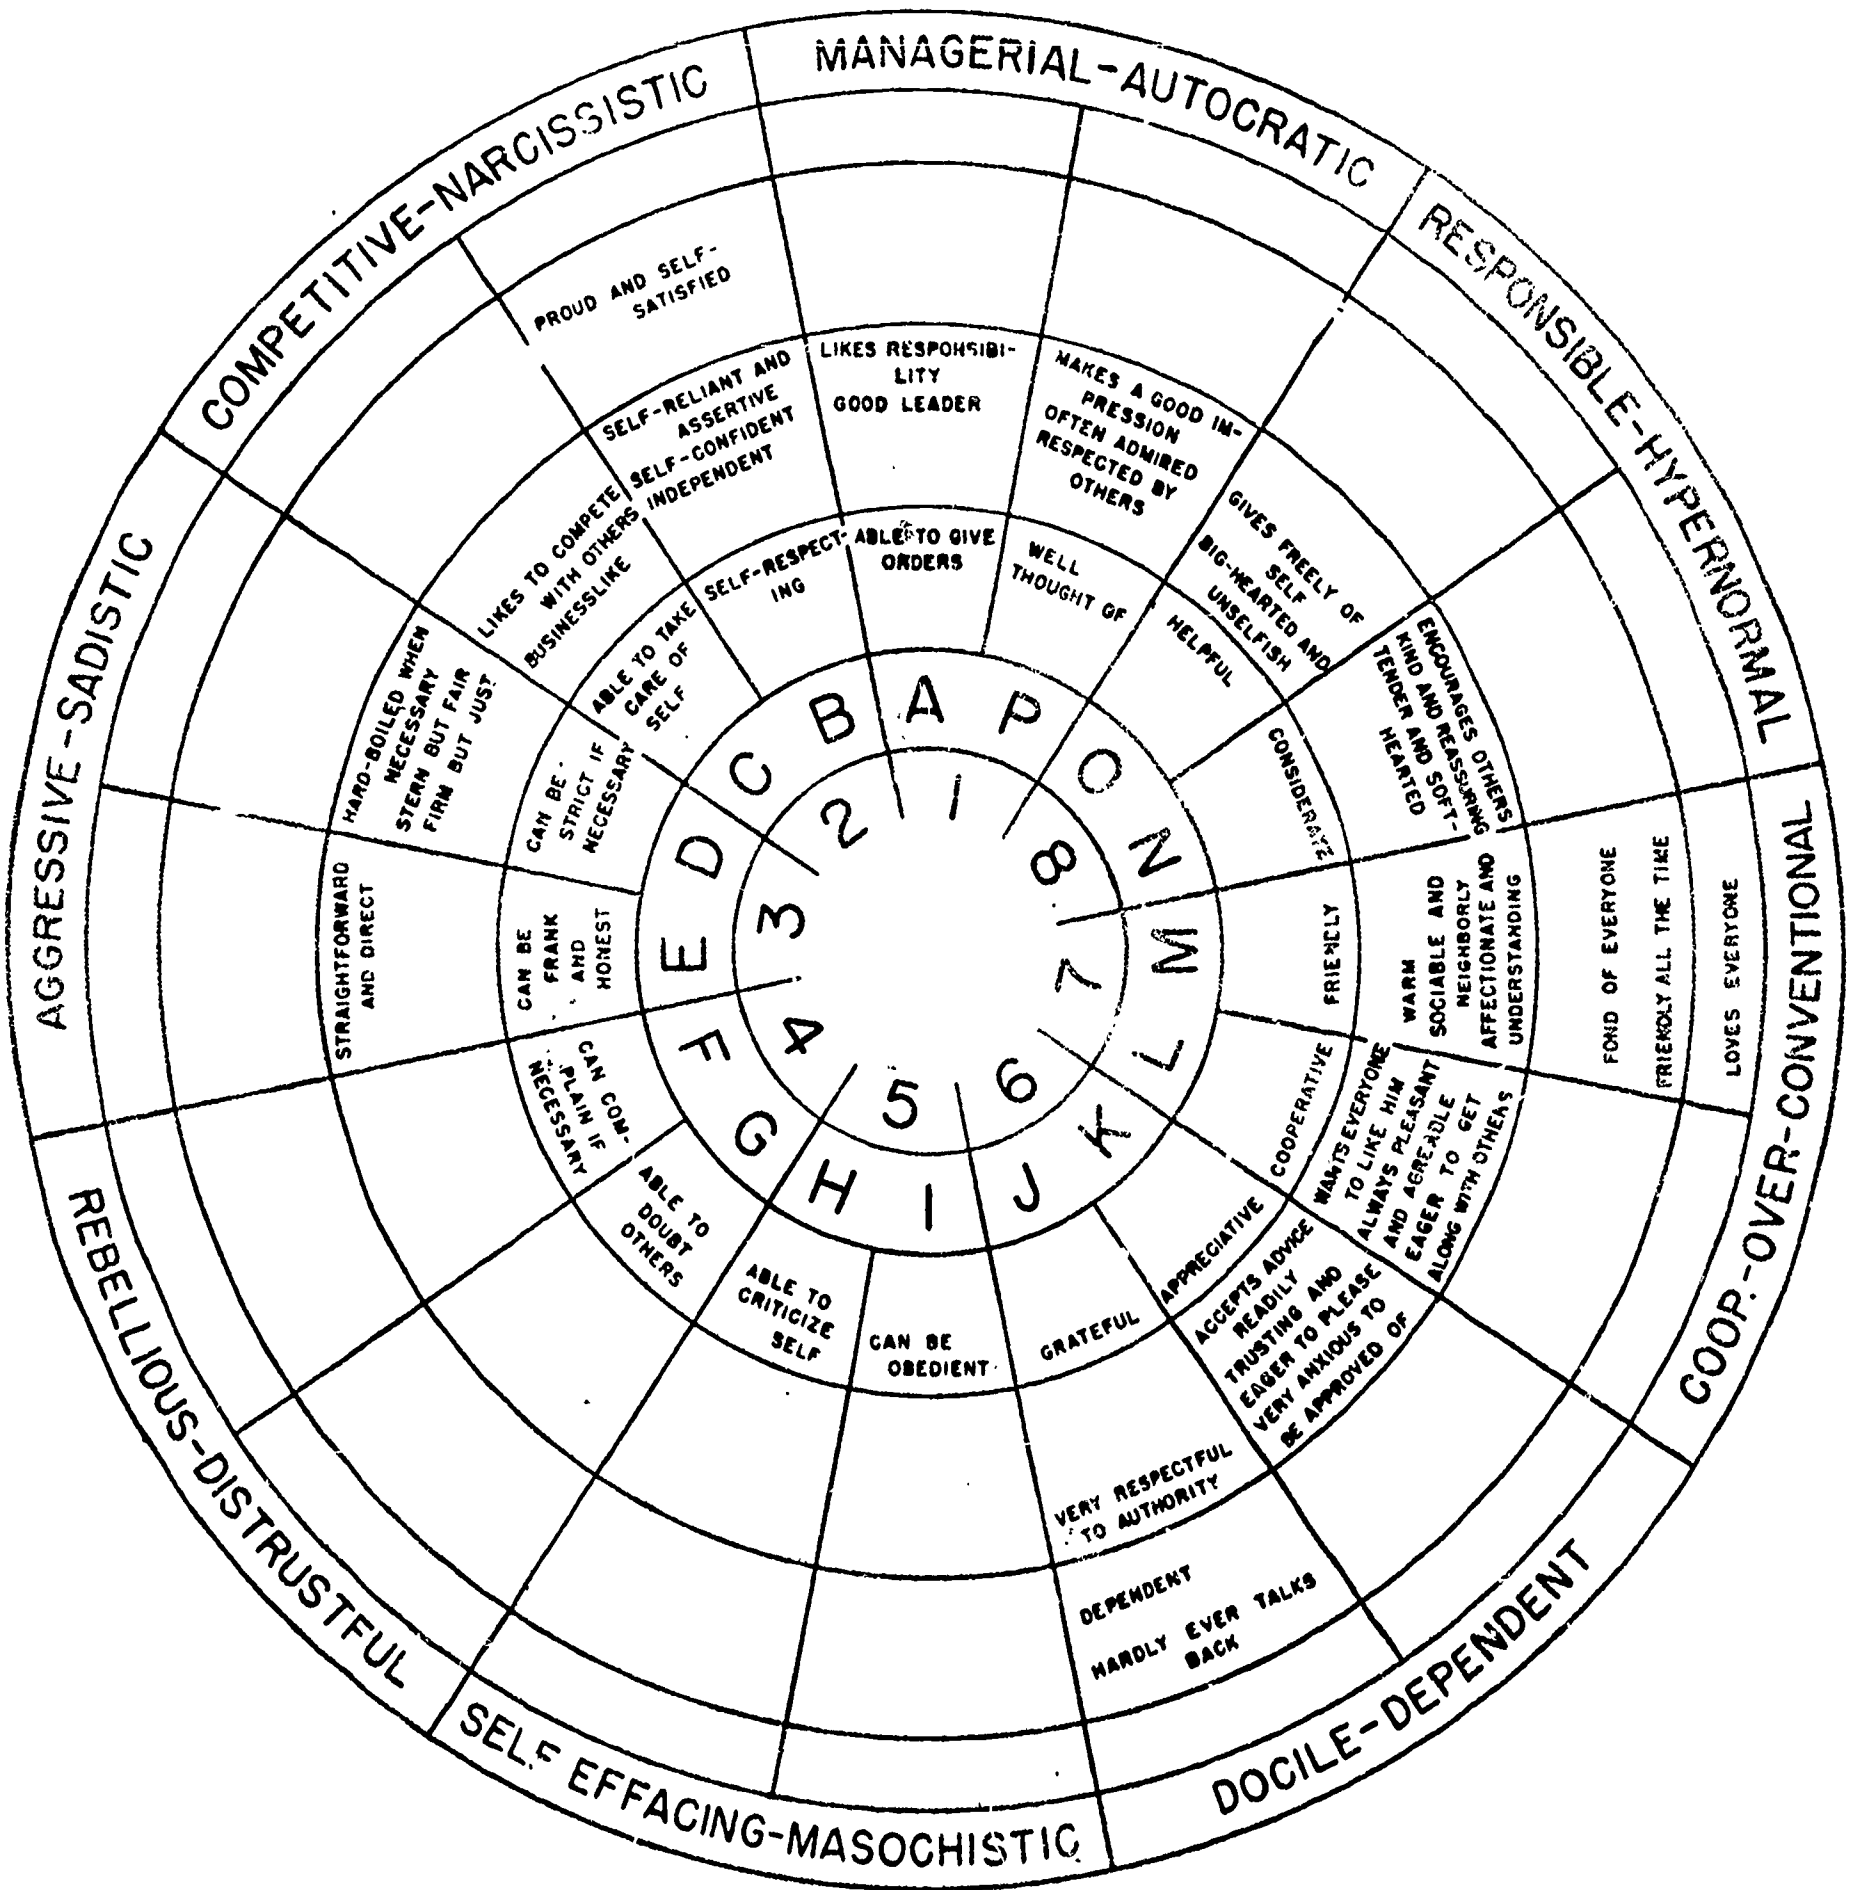 MANAGERIAL-AUTOCRATIC
RESPONSIBLE-HYPERNORMAL
COOP.-OVER-CONVENTIONAL
DOCILE-DEPENDENT
SELF EFFACING-MASOCHISTIC
REBELLIOUS-DISTRUSTFUL
AGGRESSIVE-SADISTIC
COMPETITIVE-NARCISSISTIC
PROUD AND SELF-
SATISFIED
SELF-RELIANT AND
ASSERTIVE
SELF-CONFIDENT
INDEPENDENT
SELF-RESPECT-
ING
LIKES RESPONSIBI-
LITY
GOOD LEADER
ABLE TO GIVE
ORDERS
MAKES A GOOD IM-
PRESSION
OFTEN ADMIRED
RESPECTED BY
OTHERS
WELL
THOUGHT OF
GIVES FREELY OF
SELF
BIG-HEARTED AND
UNSELFISH
HELPFUL
ENCOURAGES OTHERS
KIND AND REASSURING
TENDER AND SOFT-
HEARTED
CONSIDERATE
LOVES EVERYONE
FRIENDLY ALL THE TIME
FOND OF EVERYONE
WARM
SOCIABLE AND
NEIGHBORLY
AFFECTIONATE AND
UNDERSTANDING
FRIENDLY
WANTS EVERYONE
TO LIKE HIM
ALWAYS PLEASANT
AND AGREEABLE
EAGER TO GET
ALONG WITH OTHERS
COOPERATIVE
ACCEPTS ADVICE
READILY
TRUSTING AND
EAGER TO PLEASE
VERY ANXIOUS TO
BE APPROVED OF
APPRECIATIVE
GRATEFUL
VERY RESPECTFUL
TO AUTHORITY
DEPENDENT
HARDLY EVER TALKS
BACK
CAN BE
OBEDIENT
ABLE TO
CRITICIZE
SELF
ABLE TO
DOUBT
OTHERS
CAN COM-
PLAIN IF
NECESSARY
STRAIGHTFORWARD
AND DIRECT
CAN BE
FRANK
AND
HONEST
HARD-BOILED WHEN
NECESSARY
STERN BUT FAIR
FIRM BUT JUST
CAN BE
STRICT IF
NECESSARY
LIKES TO COMPETE
WITH OTHERS
BUSINESSLIKE
ABLE TO TAKE
CARE OF
SELF
A
P
O
N
M
L
K
J
I
H
G
F
E
D
C
B
1
8
7
6
5
4
3
2